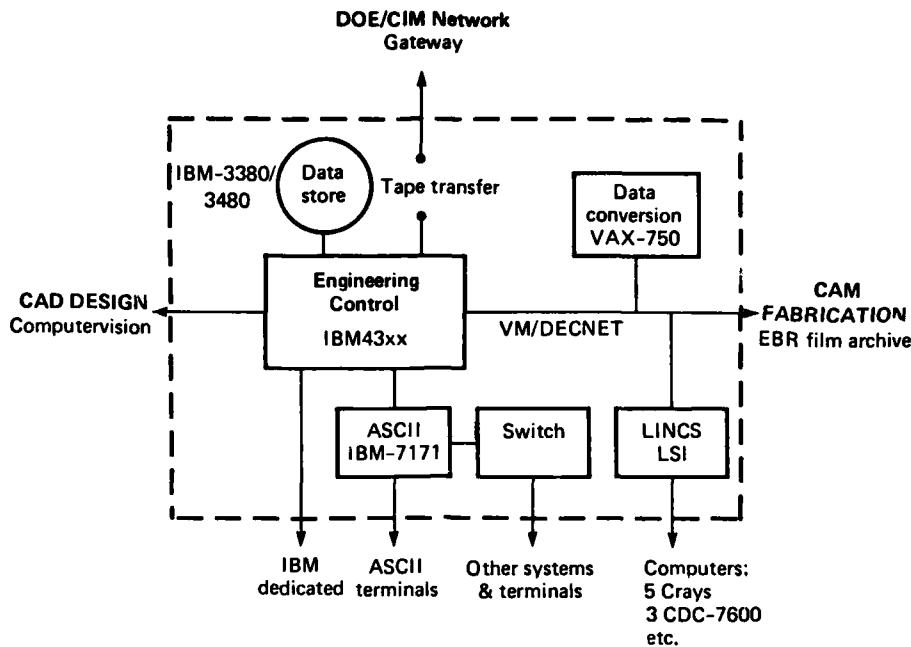 DOE/CIM Network
Gateway
IBM-3380/
3480
Data
store
Tape transfer
Data
conversion
VAX-750
Engineering
Control
IBM43xx
CAD DESIGN
Computervision
VM/DECNET
CAM
FABRICATION
EBR film archive
ASCII
IBM-7171
Switch
LINCS
LSI
IBM
dedicated
ASCII
terminals
Other systems
& terminals
Computers:
5 Crays
3 CDC-7600
etc.